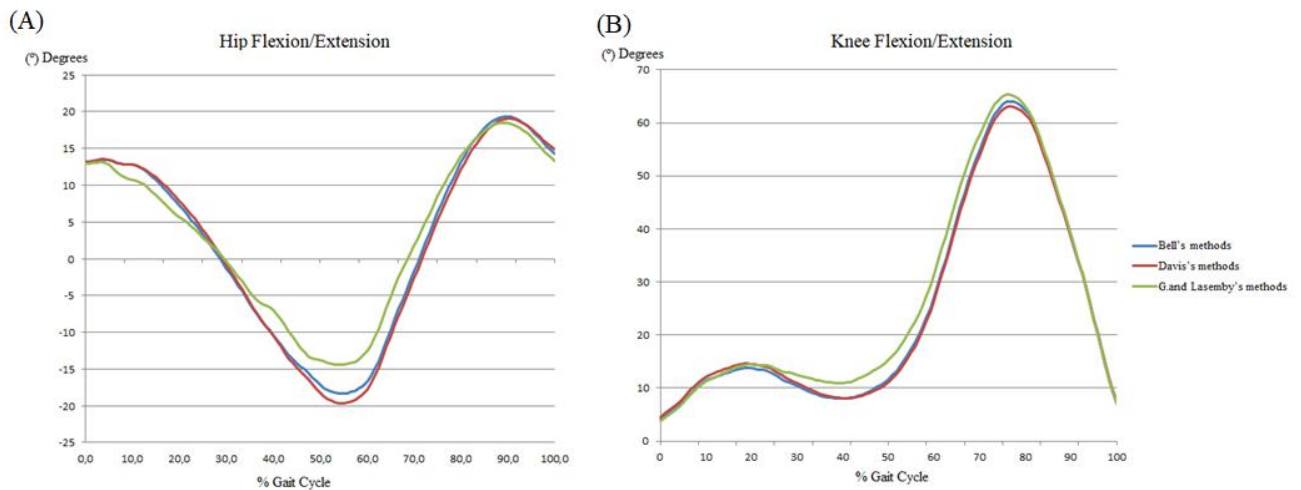 (A)
Hip Flexion/Extension
(º) Degrees
25
20
15
10
5
0
-5
-10
-15
-20
-25
0,0 10,0 20,0 30,0 40,0 50,0 60,0 70,0 80,0 90,0 100,0
% Gait Cycle
(B)
Knee Flexion/Extension
(º) Degrees
70
60
50
40
30
20
10
0
0 10 20 30 40 50 60 70 80 90 100
% Gait Cycle
Bell's methods
Davis's methods
G.and Lasemby's methods